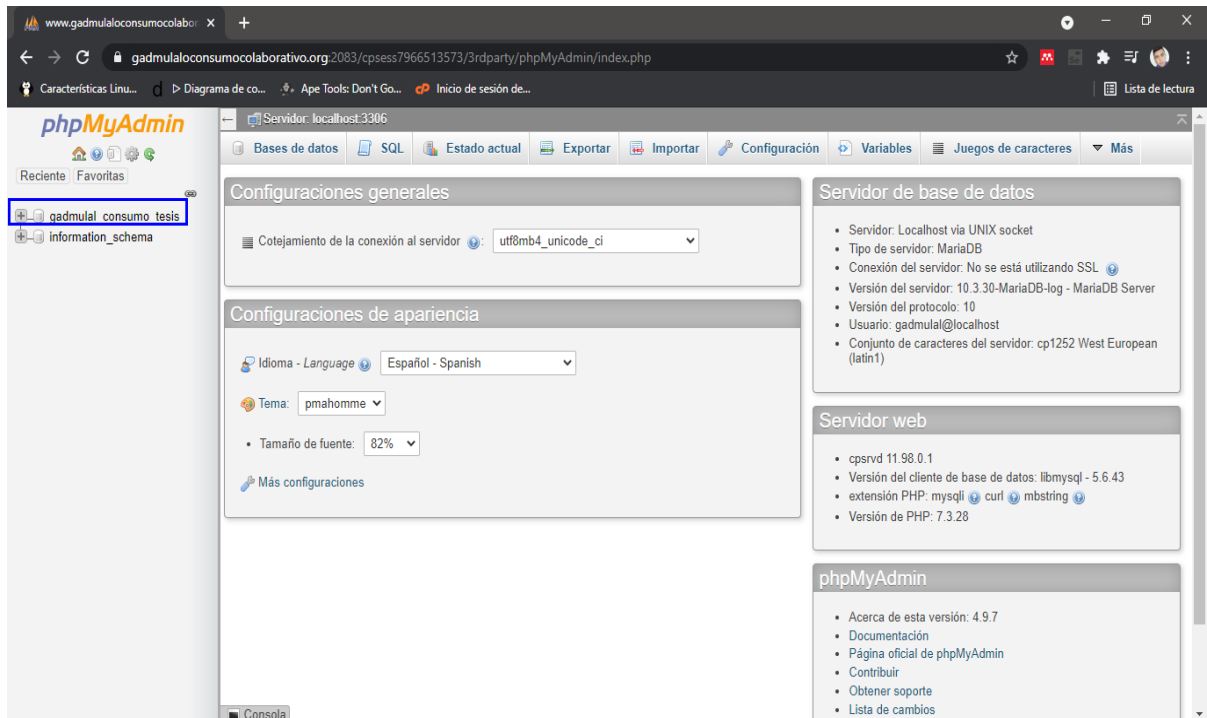 www.gadmulaloconsumocolabor
gadmulaloconsumocolaborativo.org:2083/cpsess7966513573/3rdparty/phpMyAdmin/index.php
Características Linu... d Diagrama de co... Ape Tools: Don't Go... cP Inicio de sesión de... Lista de lectura
phpMyAdmin
Reciente Favoritas
gadmulal_consumo_tesis
information_schema
Servidor: localhost:3306
Bases de datos SQL Estado actual Exportar Importar Configuración Variables Juegos de caracteres Más
Configuraciones generales
Cotejamiento de la conexión al servidor : utf8mb4_unicode_ci
Configuraciones de apariencia
Idioma - Language Español - Spanish
Tema: pmahomme
Tamaño de fuente: 82%
Más configuraciones
Servidor de base de datos
Servidor: Localhost via UNIX socket
Tipo de servidor: MariaDB
Conexión del servidor: No se está utilizando SSL
Versión del servidor: 10.3.30-MariaDB-log - MariaDB Server
Versión del protocolo: 10
Usuario: gadmulal@localhost
Conjunto de caracteres del servidor: cp1252 West European
(latin1)
Servidor web
cpsrvd 11.98.0.1
Versión del cliente de base de datos: libmysql - 5.6.43
extensión PHP: mysqli curl mbstring
Versión de PHP: 7.3.28
phpMyAdmin
Acerca de esta versión: 4.9.7
Documentación
Página oficial de phpMyAdmin
Contribuir
Obtener soporte
Lista de cambios
Consola